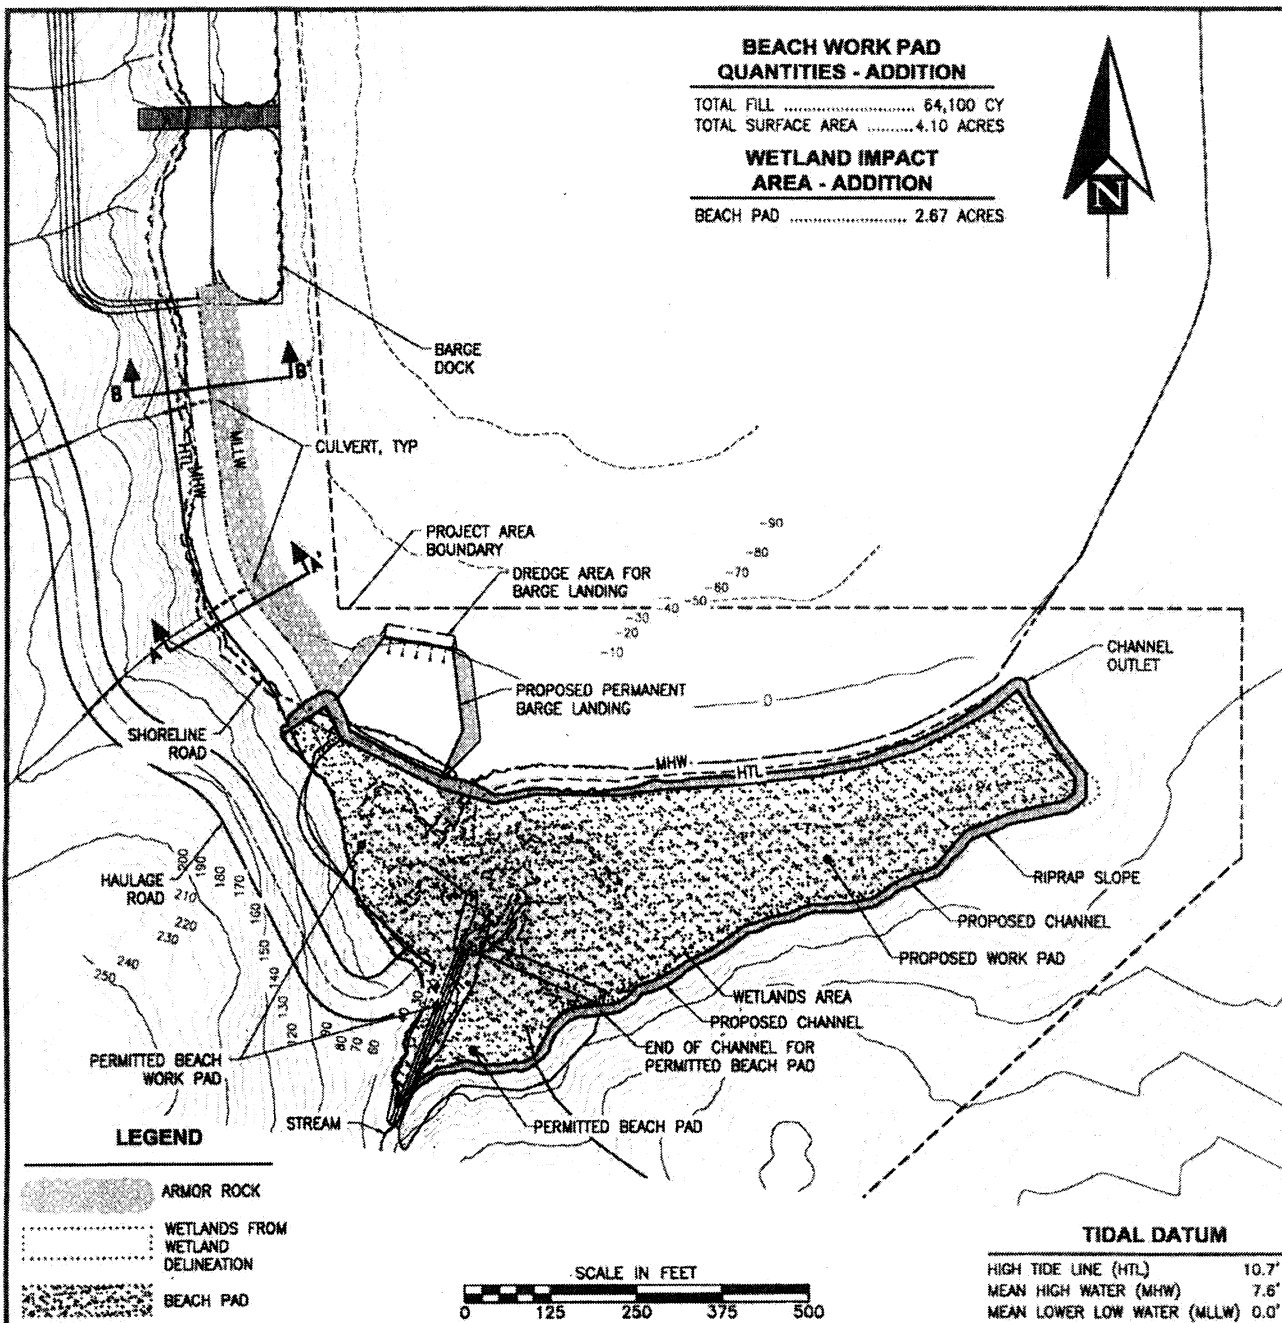 BEACH WORK PAD
QUANTITIES - ADDITION
TOTAL FILL ........................ 64,100 CY
TOTAL SURFACE AREA .........4.10 ACRES
WETLAND IMPACT
AREA - ADDITION
BEACH PAD ...................... 2.67 ACRES
N
BARGE
DOCK
B
B'
CULVERT, TYP
HTL
MHW
MLLW
PROJECT AREA
BOUNDARY
DREDGE AREA FOR
BARGE LANDING
-90
-80
-70
-60
-50
-40
-30
-20
-10
0
A
A'
CHANNEL
OUTLET
PROPOSED PERMANENT
BARGE LANDING
SHORELINE
ROAD
MHW
HTL
HAULAGE
ROAD
200
190
180
170
160
150
140
130
120
90
80
70
60
210
220
230
240
250
40
30
RIPRAP SLOPE
PROPOSED CHANNEL
PROPOSED WORK PAD
WETLANDS AREA
PROPOSED CHANNEL
END OF CHANNEL FOR
PERMITTED BEACH PAD
PERMITTED BEACH
WORK PAD
STREAM
PERMITTED BEACH PAD
LEGEND
ARMOR ROCK
WETLANDS FROM
WETLAND
DELINEATION
BEACH PAD
SCALE IN FEET
0 125 250 375 500
TIDAL DATUM
HIGH TIDE LINE (HTL) 10.7'
MEAN HIGH WATER (MHW) 7.6'
MEAN LOWER LOW WATER (MLLW) 0.0'